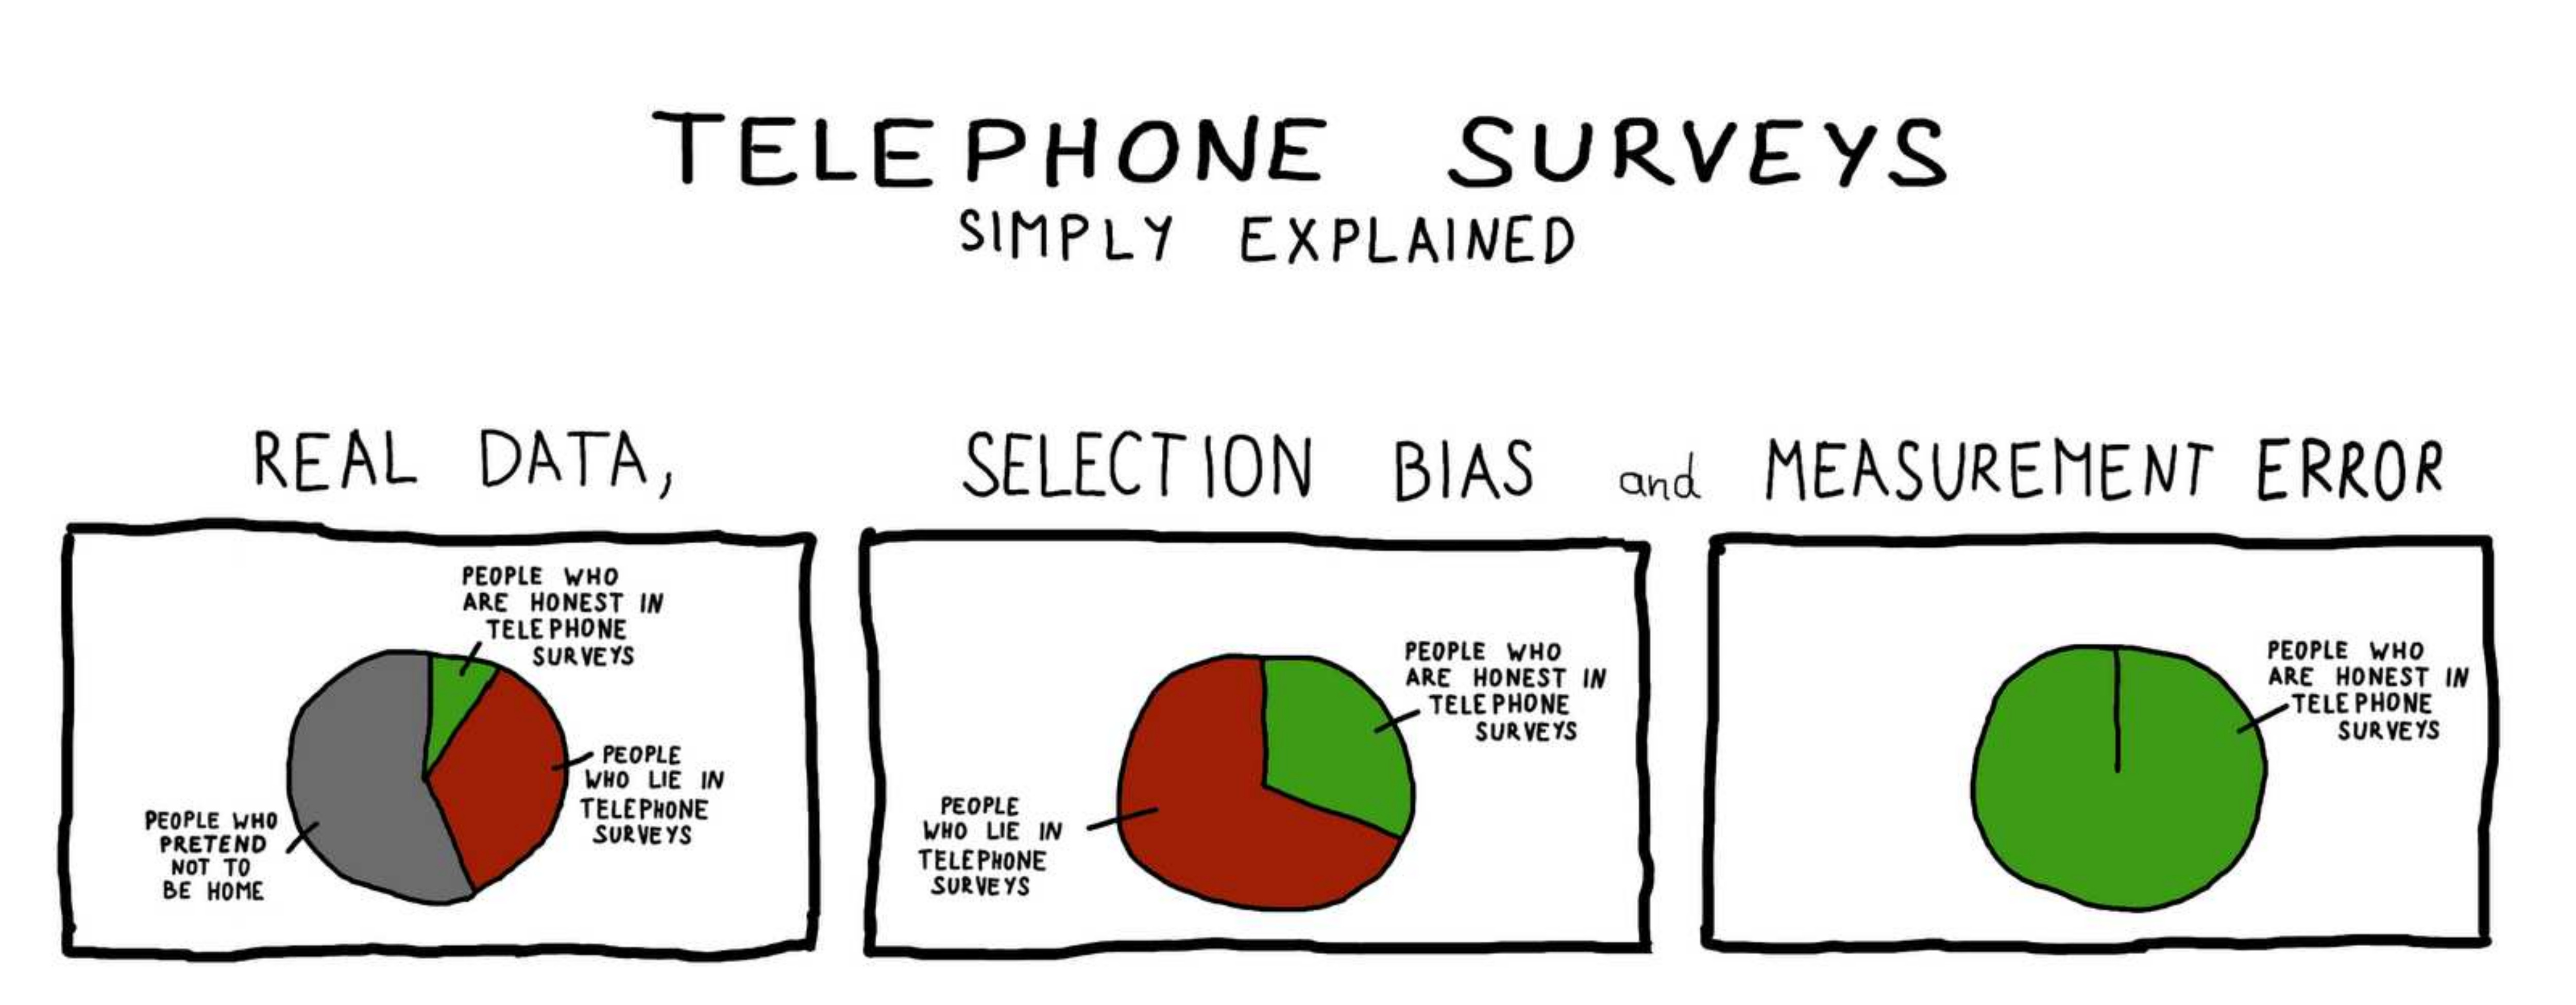 TELEPHONE SURVEYS
SIMPLY EXPLAINED
REAL DATA,
SELECTION BIAS and MEASUREMENT ERROR
PEOPLE WHO
ARE HONEST IN
TELEPHONE
SURVEYS
PEOPLE
WHO LIE IN
TELEPHONE
SURVEYS
PEOPLE WHO
PRETEND
NOT TO
BE HOME
PEOPLE WHO
ARE HONEST IN
TELEPHONE
SURVEYS
PEOPLE
WHO LIE IN
TELEPHONE
SURVEYS
PEOPLE WHO
ARE HONEST IN
TELEPHONE
SURVEYS